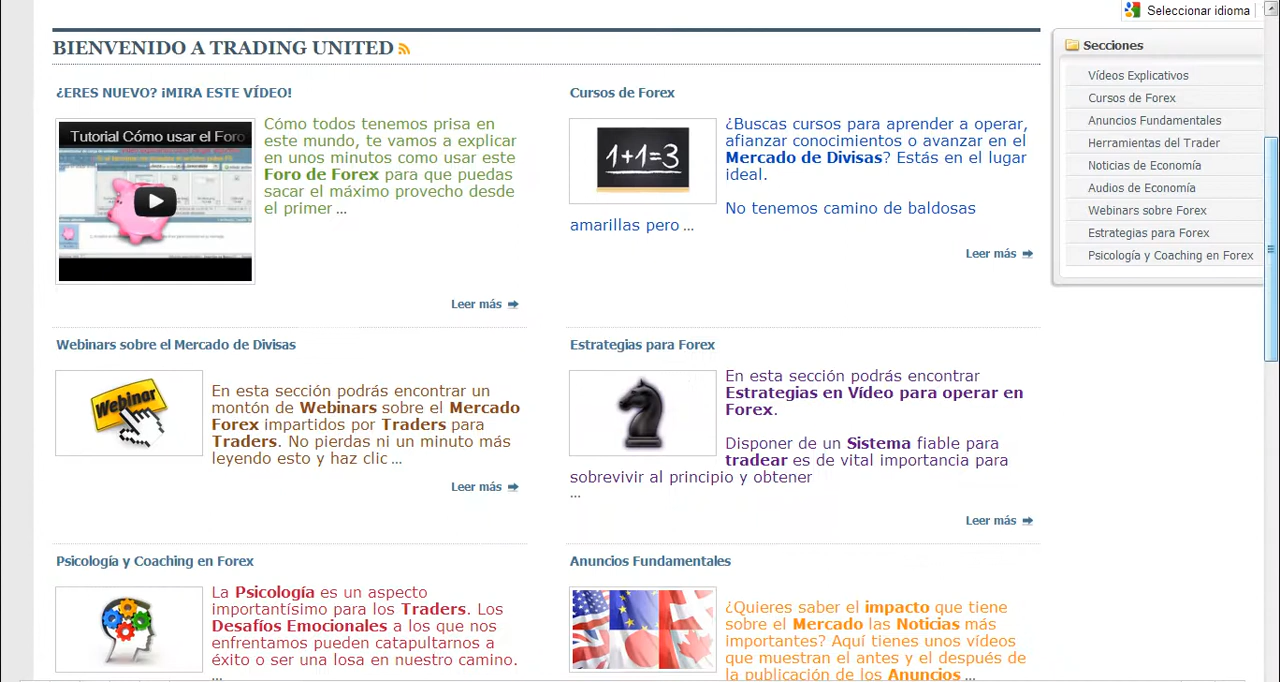 Seleccionar idioma
BIENVENIDO A TRADING UNITED
¿ERES NUEVO? ¡MIRA ESTE VÍDEO!
Tutorial Cómo usar el Foro
Cómo todos tenemos prisa en
este mundo, te vamos a explicar
en unos minutos como usar este
Foro de Forex para que puedas
sacar el máximo provecho desde
el primer ...
Leer más
Cursos de Forex
1+1=3
¿Buscas cursos para aprender a operar,
afianzar conocimientos o avanzar en el
Mercado de Divisas? Estás en el lugar
ideal.
No tenemos camino de baldosas
amarillas pero ...
Leer más
Webinars sobre el Mercado de Divisas
Webinar
En esta sección podrás encontrar un
montón de Webinars sobre el Mercado
Forex impartidos por Traders para
Traders. No pierdas ni un minuto más
leyendo esto y haz clic ...
Leer más
Estrategias para Forex
En esta sección podrás encontrar
Estrategias en Vídeo para operar en
Forex.
Disponer de un Sistema fiable para
tradear es de vital importancia para
sobrevivir al principio y obtener
...
Leer más
Psicología y Coaching en Forex
La Psicología es un aspecto
importantísimo para los Traders. Los
Desafíos Emocionales a los que nos
enfrentamos pueden catapultarnos a
éxito o ser una losa en nuestro camino.
...
Anuncios Fundamentales
¿Quieres saber el impacto que tiene
sobre el Mercado las Noticias más
importantes? Aquí tienes unos vídeos
que muestran el antes y el después de
la publicación de los Anuncios ...
Secciones
Vídeos Explicativos
Cursos de Forex
Anuncios Fundamentales
Herramientas del Trader
Noticias de Economía
Audios de Economía
Webinars sobre Forex
Estrategias para Forex
Psicología y Coaching en Forex